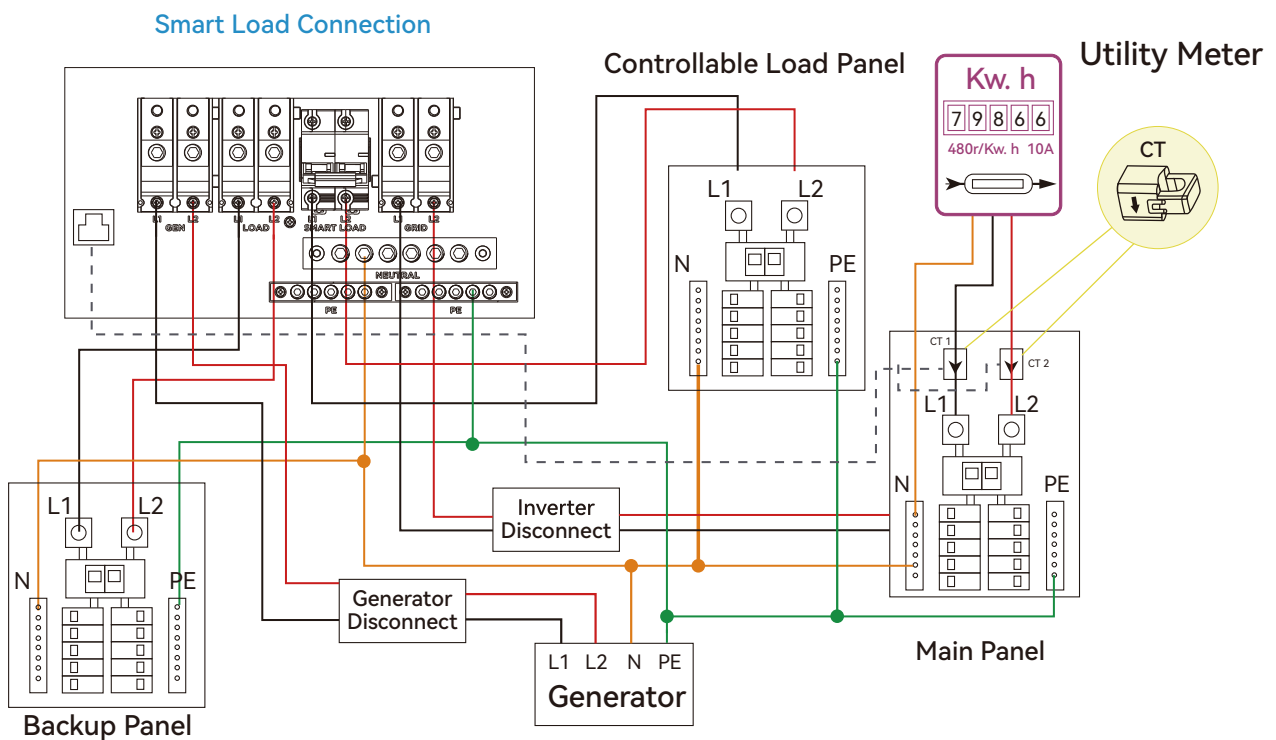 Smart Load Connection
Controllable Load Panel
Utility Meter
Kw. h
79866
480r/Kw. h 10A
CT
L1 L2 L1 L2 L1 L2 L1 L2
GEN LOAD SMART LOAD GRID
NEUTRAL
PE PE
L1 L2
N PE
CT 1
CT 2
L1 L2
N PE
L1 L2
N PE
Inverter
Disconnect
Generator
Disconnect
L1 L2 N PE
Generator
Main Panel
Backup Panel